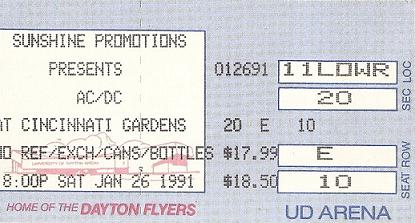 SUNSHINE PROMOTIONS
PRESENTS
AC/DC
AT CINCINNATI GARDENS
NO REF/EXCH/CANS/BOTTLES
8:00P SAT JAN 26 1991
HOME OF THE DAYTON FLYERS
012691 11LOWR
20
20 E 10
$17.99 E
$18.50 10
UD ARENA
SEC LOC
SEAT ROW